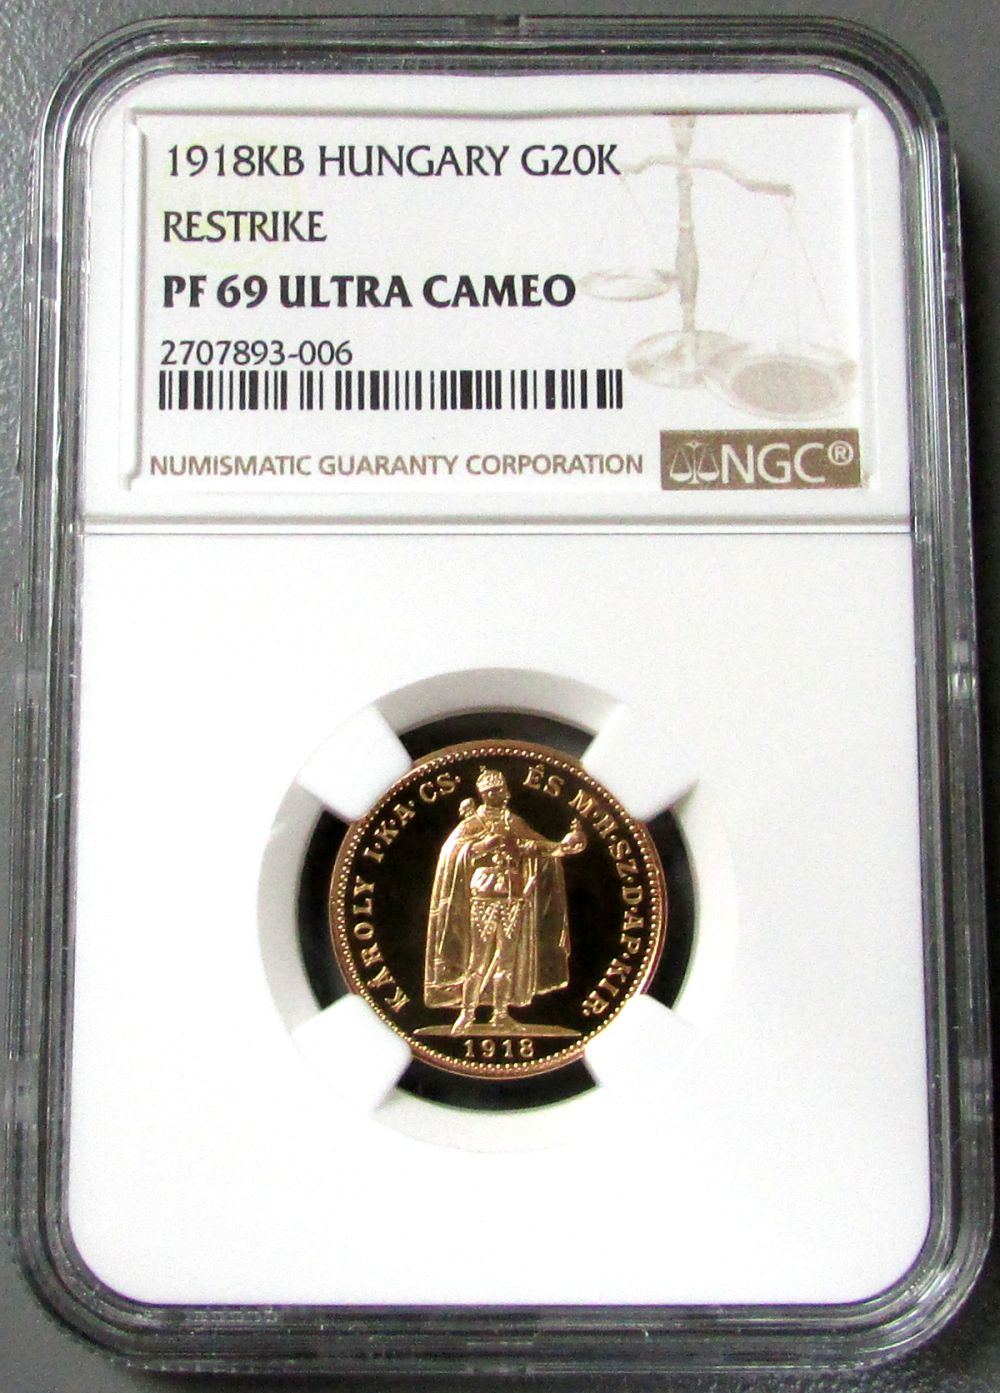 1918KB HUNGARY G20K
RESTRIKE
PF 69 ULTRA CAMEO
2707893-006
NUMISMATIC GUARANTY CORPORATION
NGC®
KÁROLY I·K·A·CS· ÉS M·H·SZ·D·AP·KIR.
1918